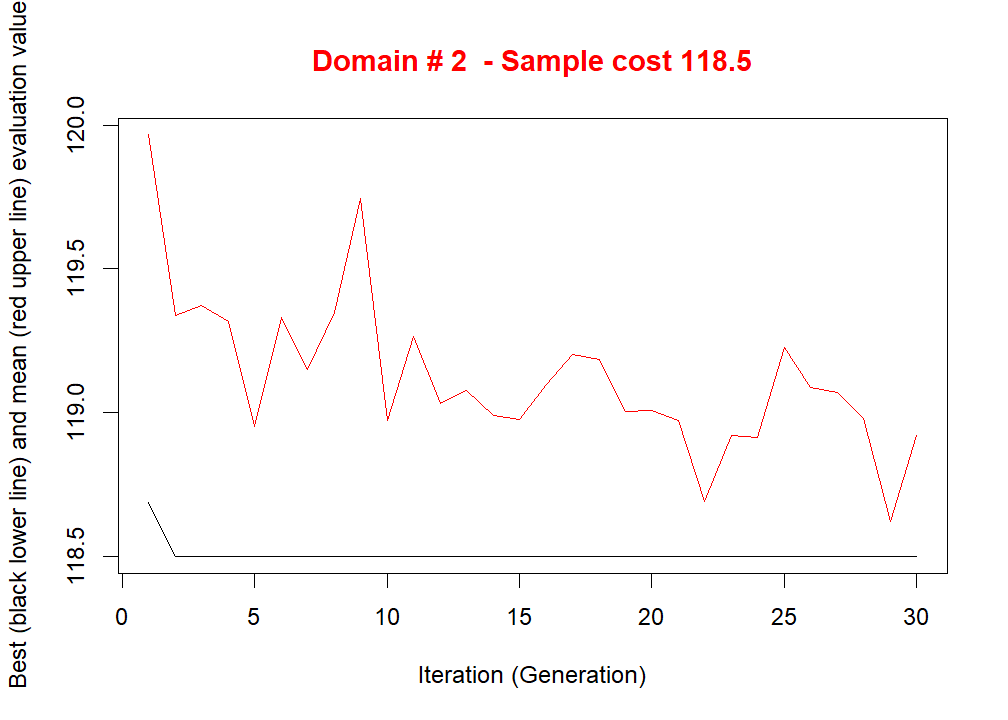 Domain # 2  - Sample cost 118.5
Best (black lower line) and mean (red upper line) evaluation value
120.0
119.5
119.0
118.5
0 5 10 15 20 25 30
Iteration (Generation)